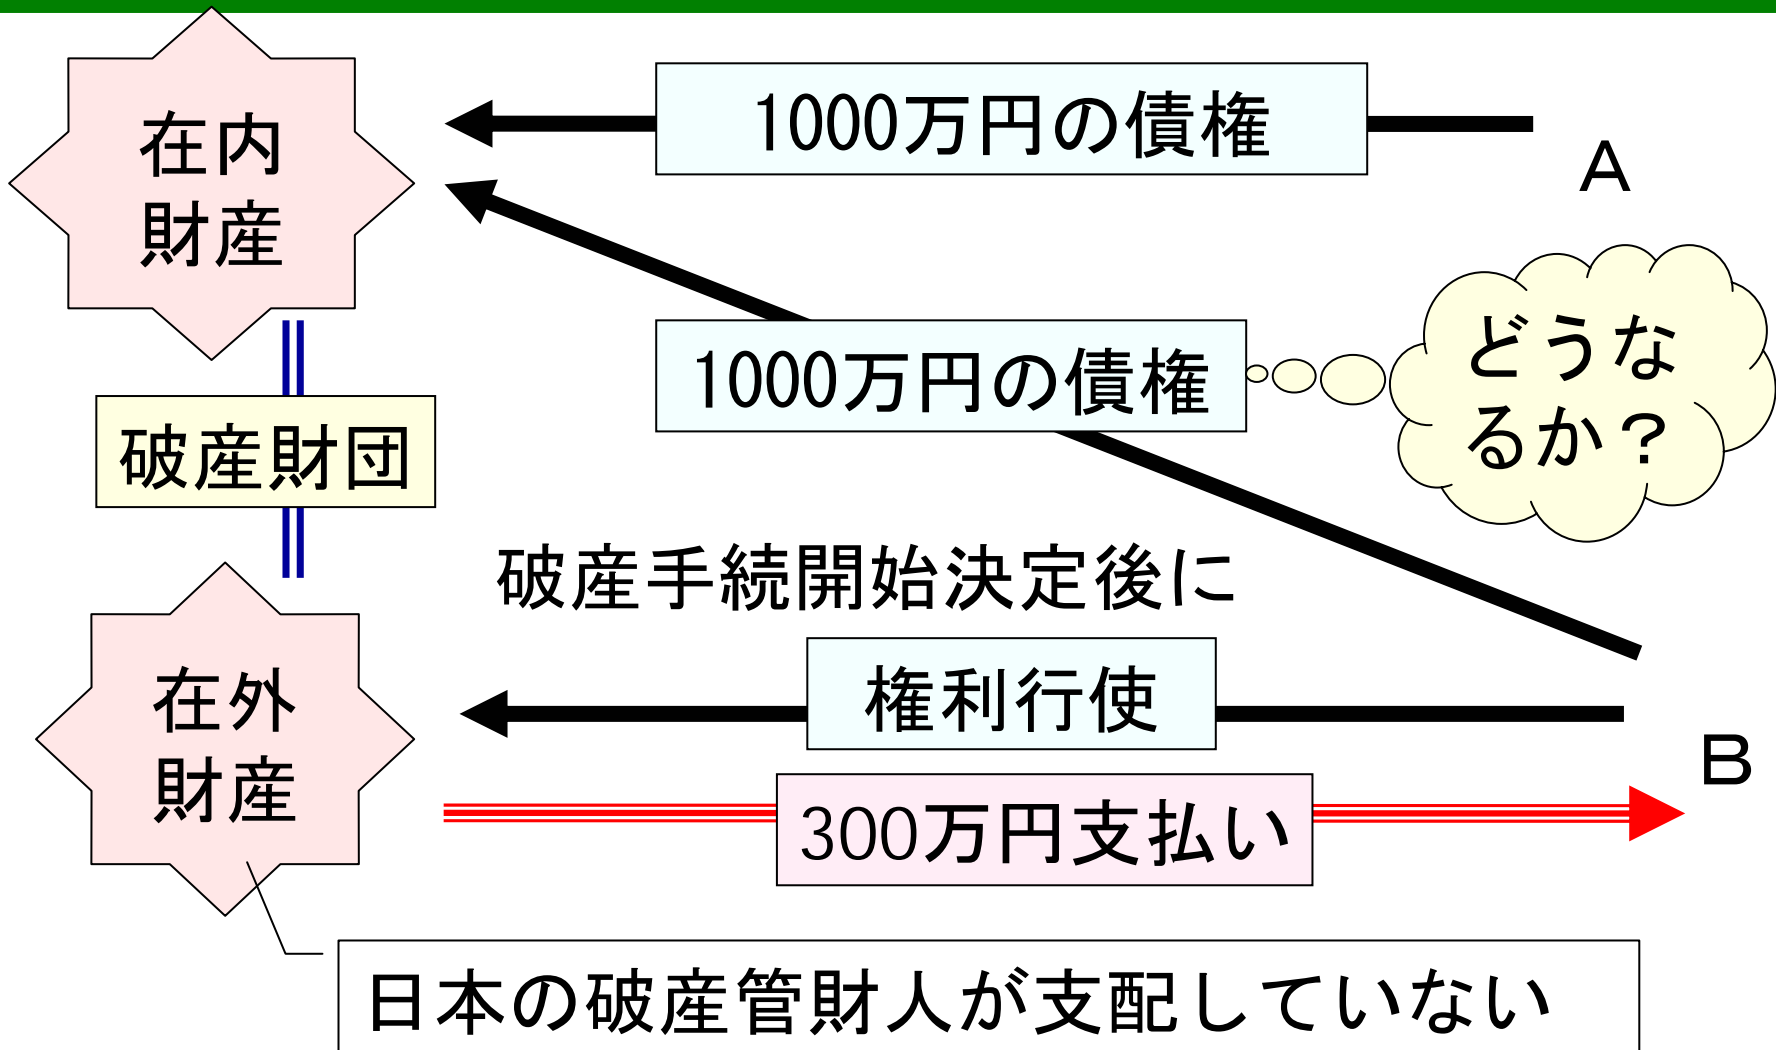 在内
財産
1000万円の債権
A
1000万円の債権
どうな
るか？
破産財団
破産手続開始決定後に
在外
財産
権利行使
B
300万円支払い
日本の破産管財人が支配していない